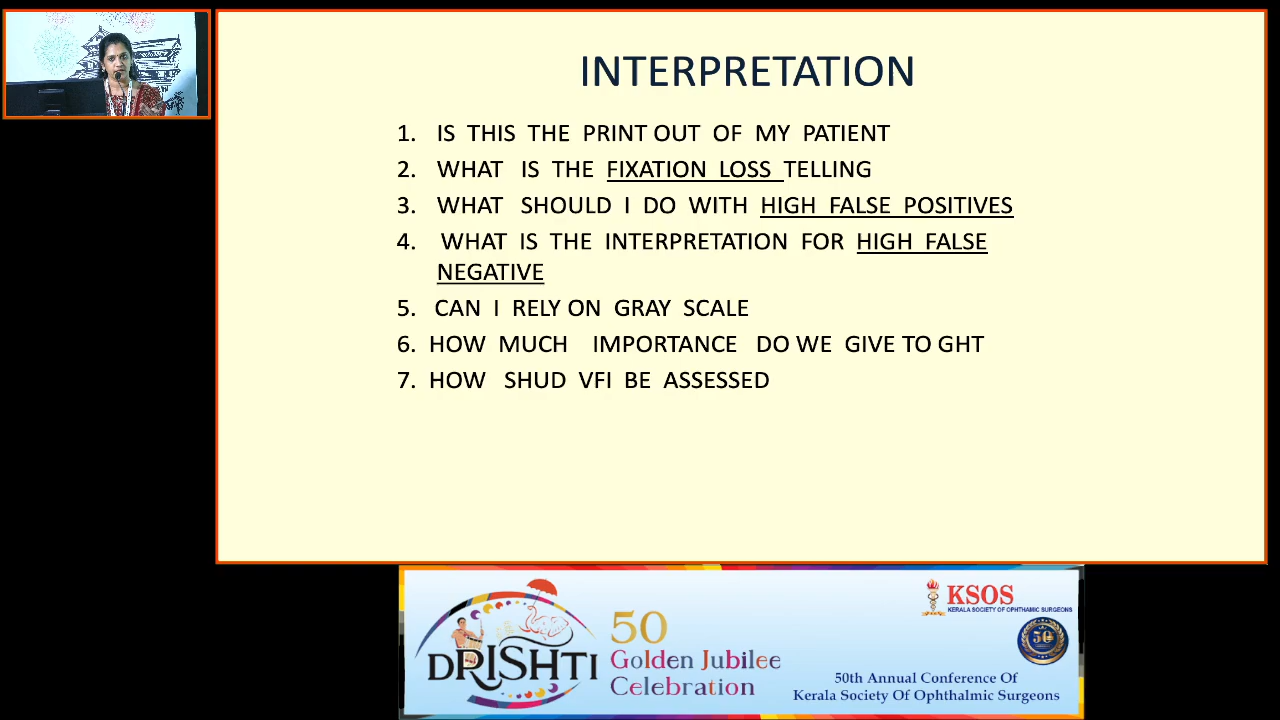 INTERPRETATION
1. IS THIS THE PRINT OUT OF MY PATIENT
2. WHAT IS THE FIXATION LOSS TELLING
3. WHAT SHOULD I DO WITH HIGH FALSE POSITIVES
4. WHAT IS THE INTERPRETATION FOR HIGH FALSE
NEGATIVE
5. CAN I RELY ON GRAY SCALE
6. HOW MUCH IMPORTANCE DO WE GIVE TO GHT
7. HOW SHUD VFI BE ASSESSED
DRISHTI
50
Golden Jubilee
Celebration
KSOS
KERALA SOCIETY OF OPHTHAMIC SURGEONS
50
50th Annual Conference Of
Kerala Society Of Ophthalmic Surgeons